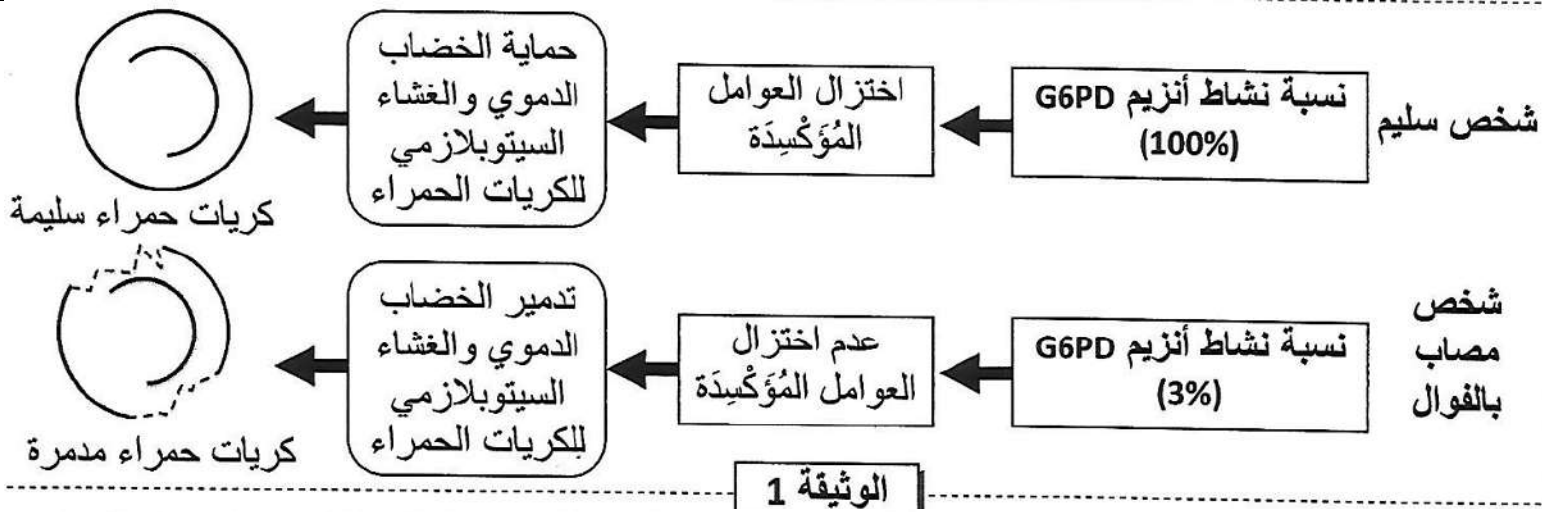 شخص سليم
نسبة نشاط أنزيم G6PD
(100%)
اختزال العوامل
المُؤَكْسِدَة
حماية الخضاب
الدموي والغشاء
السيتوبلازمي
للكريات الحمراء
كريات حمراء سليمة
شخص
مصاب
بالفوال
نسبة نشاط أنزيم G6PD
(3%)
عدم اختزال
العوامل المُؤَكْسِدَة
تدمير الخضاب
الدموي والغشاء
السيتوبلازمي
للكريات الحمراء
كريات حمراء مدمرة
الوثيقة 1